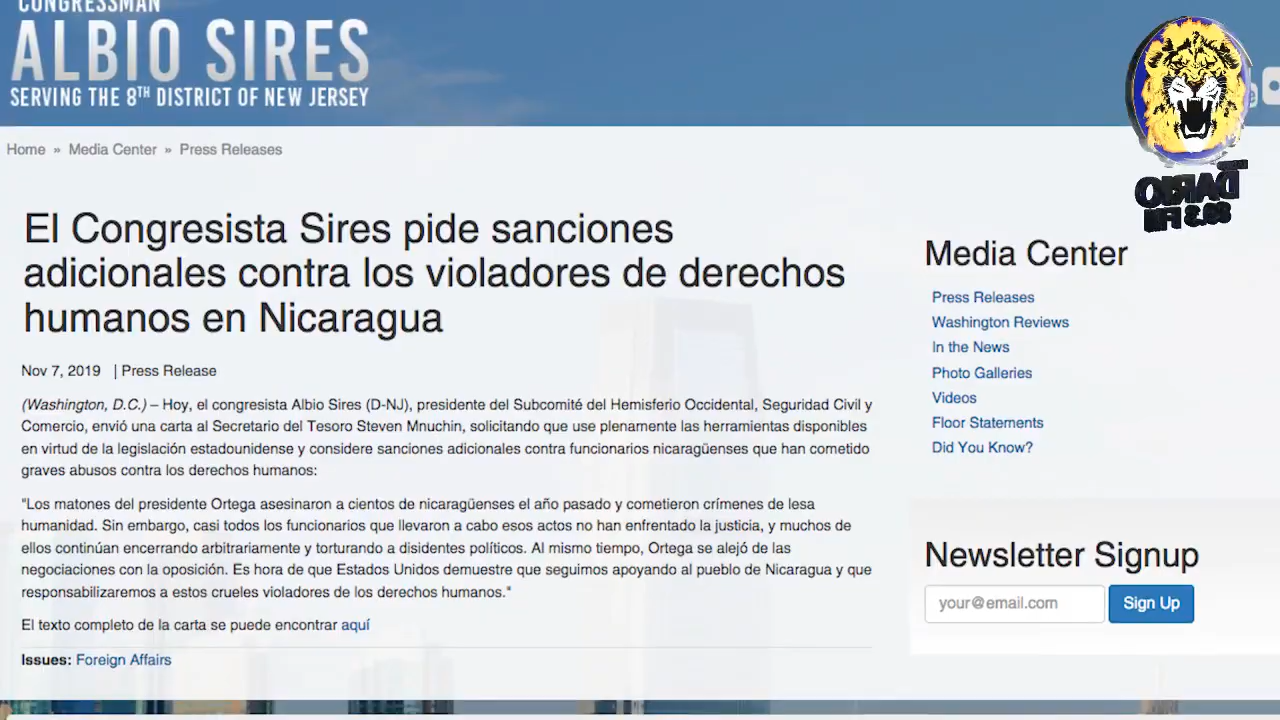 CONGRESSMAN
ALBIO SIRES
SERVING THE 8TH DISTRICT OF NEW JERSEY
Home » Media Center » Press Releases
El Congresista Sires pide sanciones
adicionales contra los violadores de derechos
humanos en Nicaragua
Nov 7, 2019 | Press Release
(Washington, D.C.) – Hoy, el congresista Albio Sires (D-NJ), presidente del Subcomité del Hemisferio Occidental, Seguridad Civil y
Comercio, envió una carta al Secretario del Tesoro Steven Mnuchin, solicitando que use plenamente las herramientas disponibles
en virtud de la legislación estadounidense y considere sanciones adicionales contra funcionarios nicaragüenses que han cometido
graves abusos contra los derechos humanos:
"Los matones del presidente Ortega asesinaron a cientos de nicaragüenses el año pasado y cometieron crímenes de lesa
humanidad. Sin embargo, casi todos los funcionarios que llevaron a cabo esos actos no han enfrentado la justicia, y muchos de
ellos continúan encerrando arbitrariamente y torturando a disidentes políticos. Al mismo tiempo, Ortega se alejó de las
negociaciones con la oposición. Es hora de que Estados Unidos demuestre que seguimos apoyando al pueblo de Nicaragua y que
responsabilizaremos a estos crueles violadores de los derechos humanos."
El texto completo de la carta se puede encontrar aquí
Issues: Foreign Affairs
DARIO
89.3 FM
Media Center
Press Releases
Washington Reviews
In the News
Photo Galleries
Videos
Floor Statements
Did You Know?
Newsletter Signup
your@email.com
Sign Up